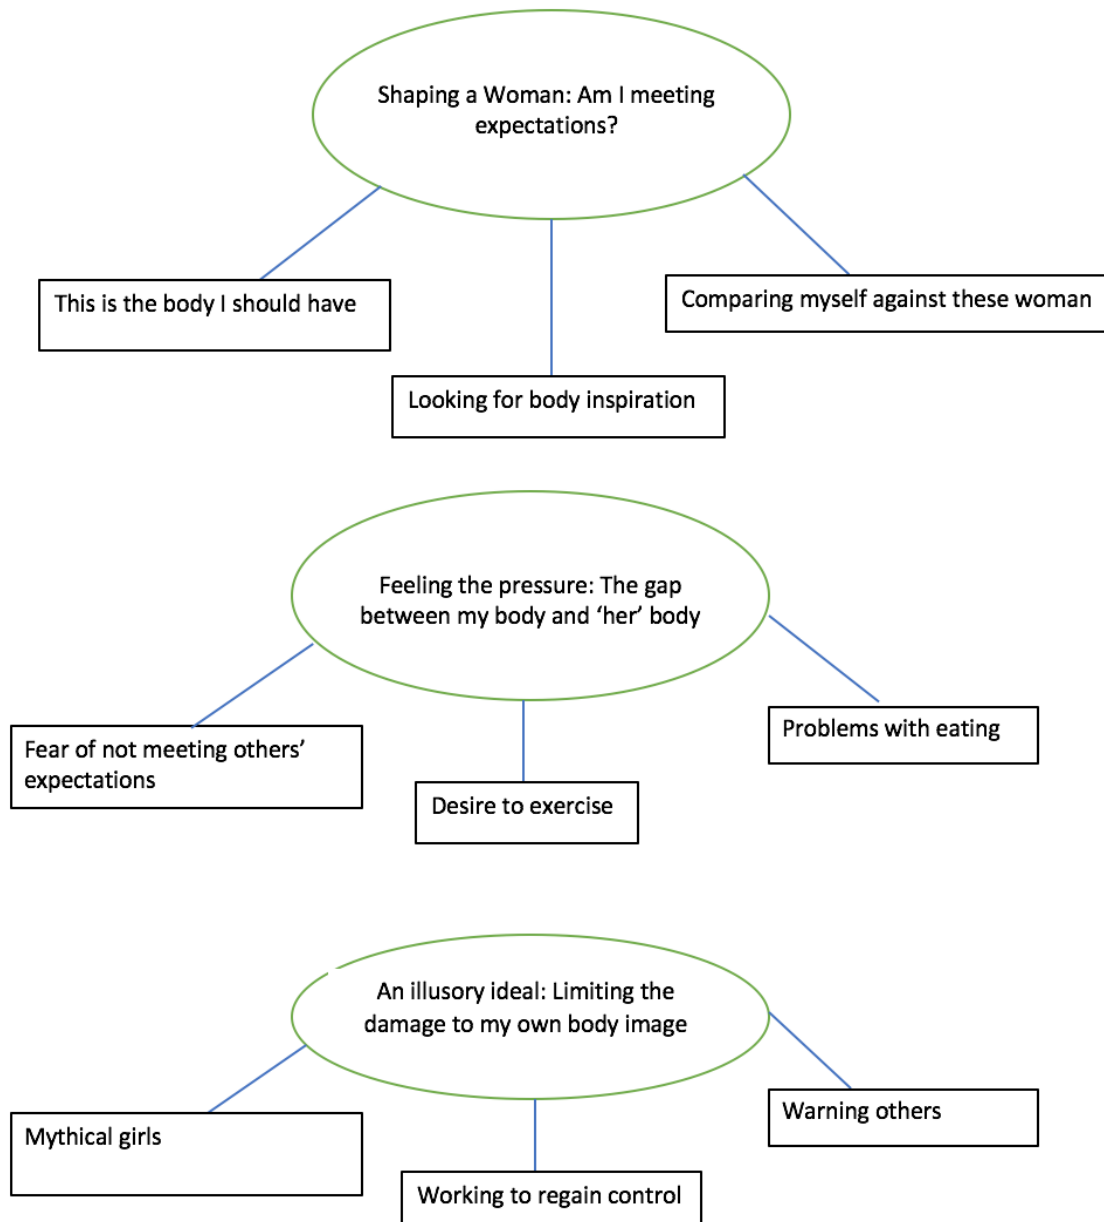 Shaping a Woman: Am I meeting
expectations?
This is the body I should have
Comparing myself against these woman
Looking for body inspiration
Feeling the pressure: The gap
between my body and ‘her’ body
Fear of not meeting others’
expectations
Problems with eating
Desire to exercise
An illusory ideal: Limiting the
damage to my own body image
Mythical girls
Warning others
Working to regain control